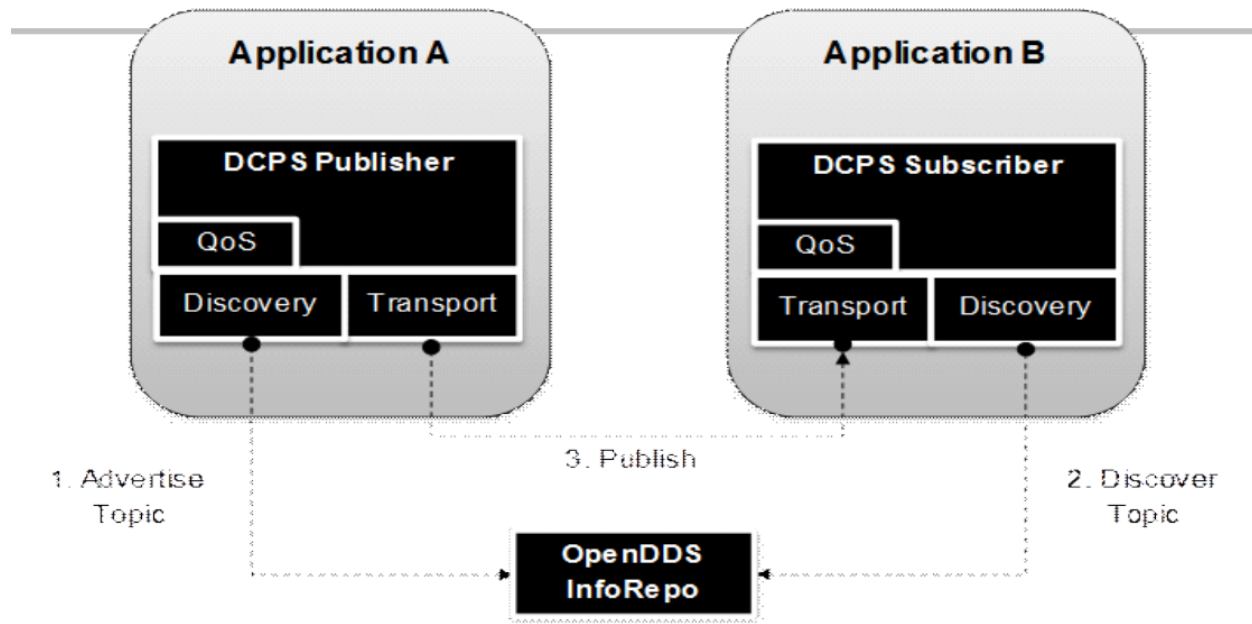 Application A
DCPS Publisher
QoS
Discovery
Transport
Application B
DCPS Subscriber
QoS
Transport
Discovery
1. Advertise
Topic
3. Publish
2. Discover
Topic
OpenDDS
InfoRepo